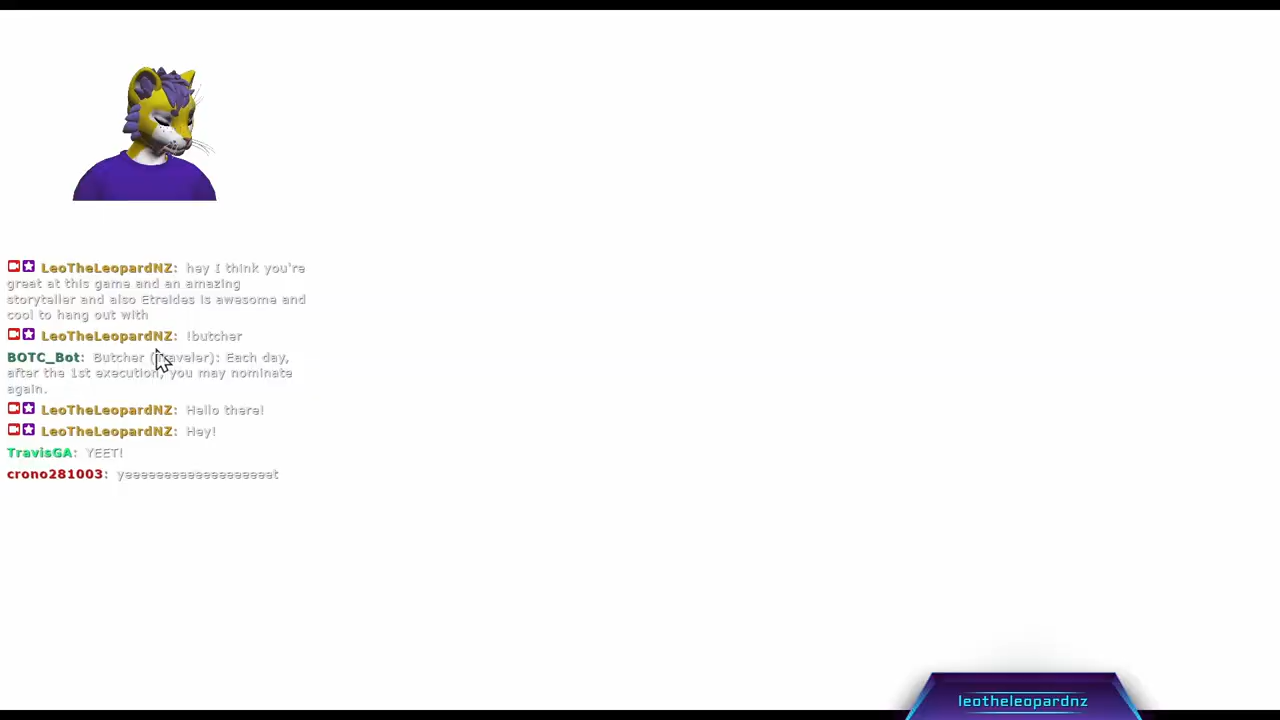 LeoTheLeopardNZ: hey I think you're
great at this game and an amazing
storyteller and also Etreides is awesome and
cool to hang out with
LeoTheLeopardNZ: !butcher
BOTC_Bot: Butcher (Traveler): Each day,
after the 1st execution, you may nominate
again.
LeoTheLeopardNZ: Hello there!
LeoTheLeopardNZ: Hey!
TravisGA: YEET!
crono281003: yeeeeeeeeeeeeeeeeeeet
leotheleopardnz